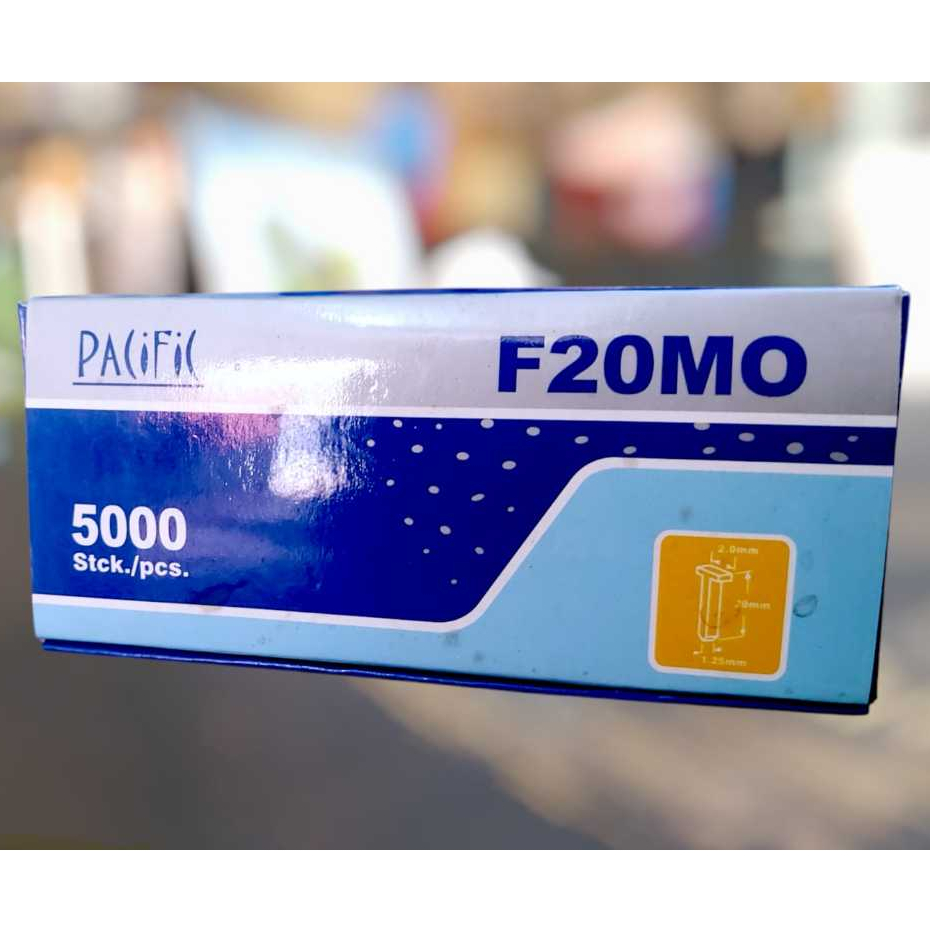 PACiFiC
F20MO
5000
Stck./pcs.
2.0mm
20mm
1.25mm